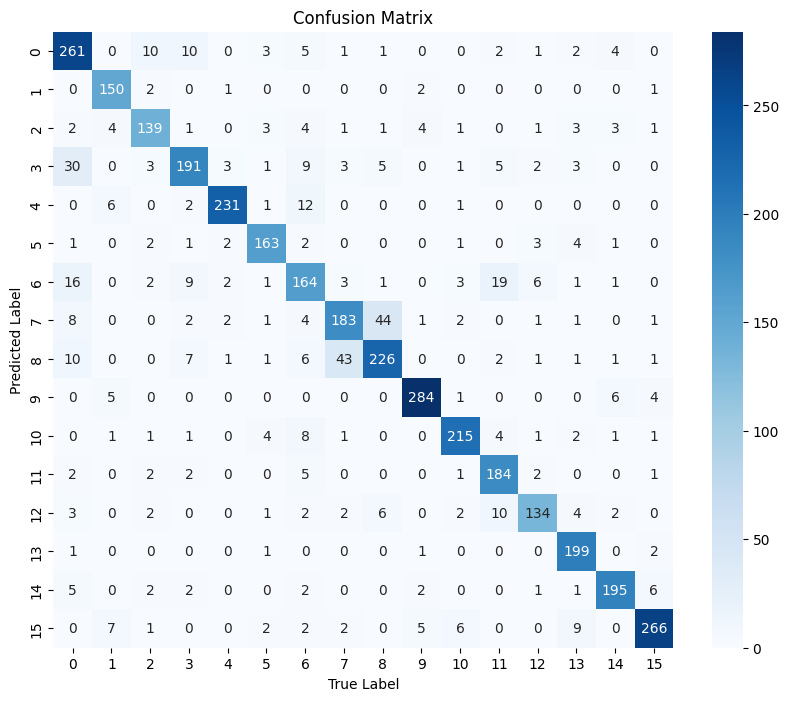 Confusion Matrix
0 261 0 10 10 0 3 5 1 1 0 0 2 1 2 4 0
1 0 150 2 0 1 0 0 0 0 2 0 0 0 0 0 1
2 2 4 139 1 0 3 4 1 1 4 1 0 1 3 3 1
3 30 0 3 191 3 1 9 3 5 0 1 5 2 3 0 0
4 0 6 0 2 231 1 12 0 0 0 1 0 0 0 0 0
5 1 0 2 1 2 163 2 0 0 0 1 0 3 4 1 0
6 16 0 2 9 2 1 164 3 1 0 3 19 6 1 1 0
7 8 0 0 2 2 1 4 183 44 1 2 0 1 1 0 1
8 10 0 0 7 1 1 6 43 226 0 0 2 1 1 1 1
9 0 5 0 0 0 0 0 0 0 284 1 0 0 0 6 4
10 0 1 1 1 0 4 8 1 0 0 215 4 1 2 1 1
11 2 0 2 2 0 0 5 0 0 0 1 184 2 0 0 1
12 3 0 2 0 0 1 2 2 6 0 2 10 134 4 2 0
13 1 0 0 0 0 1 0 0 0 1 0 0 0 199 0 2
14 5 0 2 2 0 0 2 0 0 2 0 0 1 1 195 6
15 0 7 1 0 0 2 2 2 0 5 6 0 0 9 0 266
0 1 2 3 4 5 6 7 8 9 10 11 12 13 14 15
True Label
Predicted Label
250
200
150
100
50
0